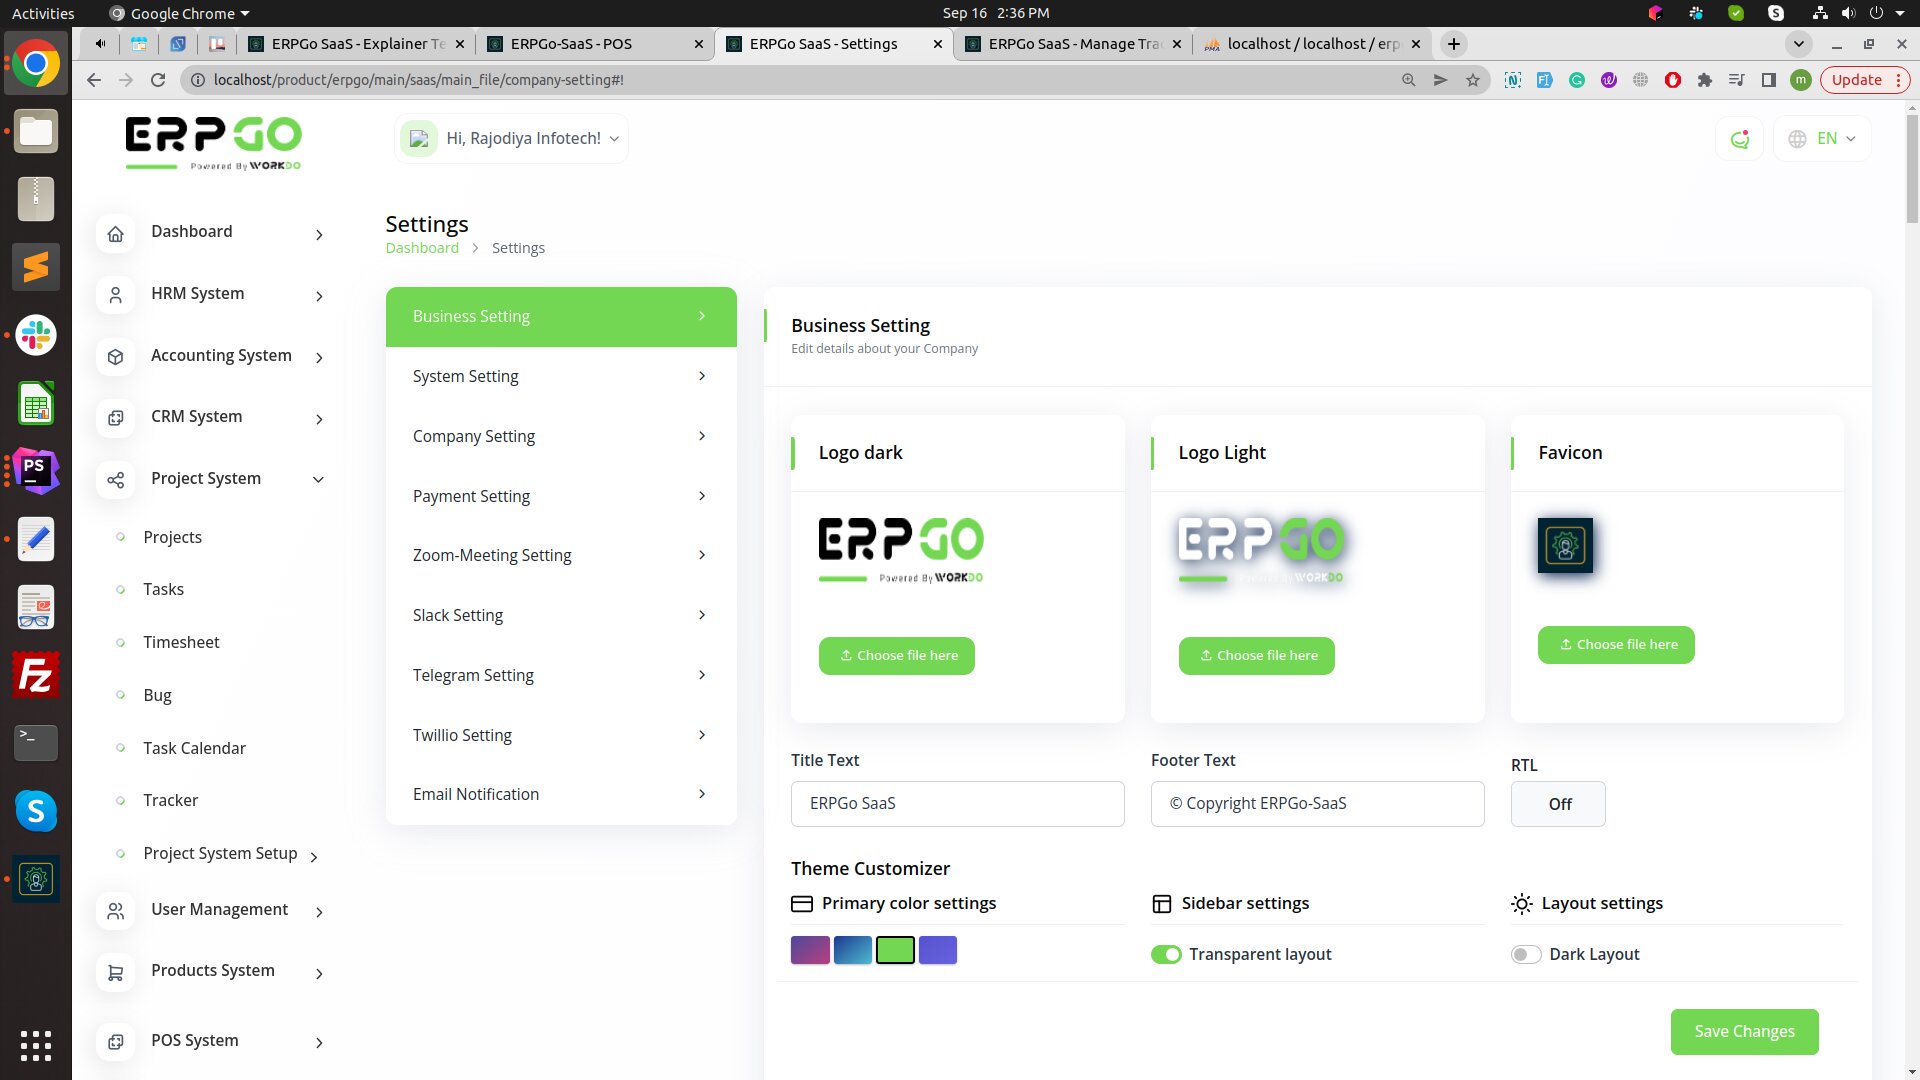 Activities
Google Chrome
Sep 16 2:36 PM
ERPGo SaaS - Explainer Te
ERPGo-SaaS - POS
ERPGo SaaS - Settings
ERPGo SaaS - Manage Trac
localhost / localhost / erp
localhost/product/erpgo/main/saas/main_file/company-setting#!
m
Update
ERPGO
Powered By WORKDO
Hi, Rajodiya Infotech!
EN
Settings
Dashboard > Settings
Dashboard
HRM System
Accounting System
CRM System
Project System
Projects
Tasks
Timesheet
Bug
Task Calendar
Tracker
Project System Setup
User Management
Products System
POS System
Business Setting
System Setting
Company Setting
Payment Setting
Zoom-Meeting Setting
Slack Setting
Telegram Setting
Twillio Setting
Email Notification
Business Setting
Edit details about your Company
Logo dark
ERPGO
Powered By WORKDO
Choose file here
Logo Light
ERPGO
Powered By WORKDO
Choose file here
Favicon
Choose file here
Title Text
ERPGo SaaS
Footer Text
© Copyright ERPGo-SaaS
RTL
Off
Theme Customizer
Primary color settings
Sidebar settings
Transparent layout
Layout settings
Dark Layout
Save Changes
PS
Fz
>_
S